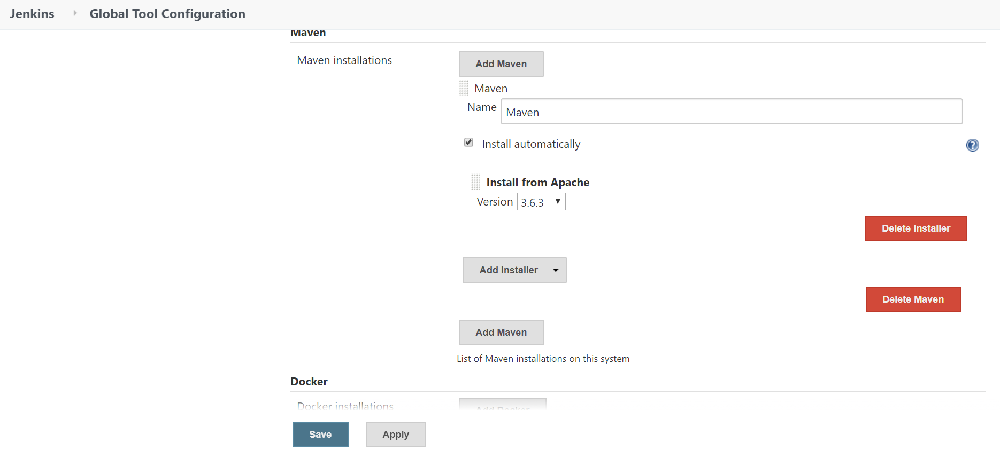 Jenkins Global Tool Configuration
Maven
Maven installations
Add Maven
Maven
Name Maven
Install automatically
?
Install from Apache
Version 3.6.3
Delete Installer
Add Installer
Delete Maven
Add Maven
List of Maven installations on this system
Docker
Docker installations
Add Docker
Save Apply